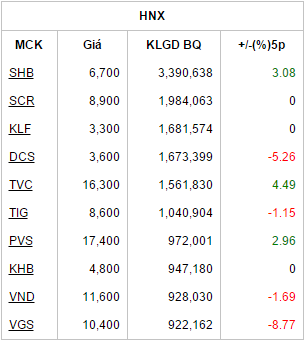 HNX
MCK Giá KLGD BQ +/-(%)5p
SHB 6,700 3,390,638 3.08
SCR 8,900 1,984,063 0
KLF 3,300 1,681,574 0
DCS 3,600 1,673,399 -5.26
TVC 16,300 1,561,830 4.49
TIG 8,600 1,040,904 -1.15
PVS 17,400 972,001 2.96
KHB 4,800 947,180 0
VND 11,600 928,030 -1.69
VGS 10,400 922,162 -8.77